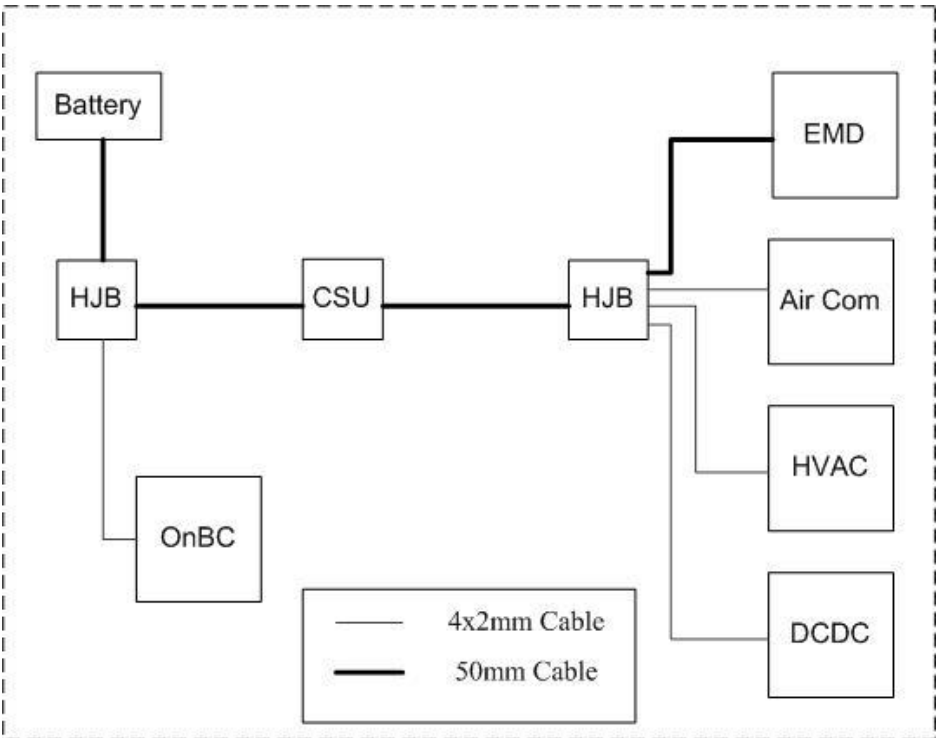 Battery
EMD
HJB
CSU
HJB
Air Com
HVAC
OnBC
DCDC
4x2mm Cable
50mm Cable